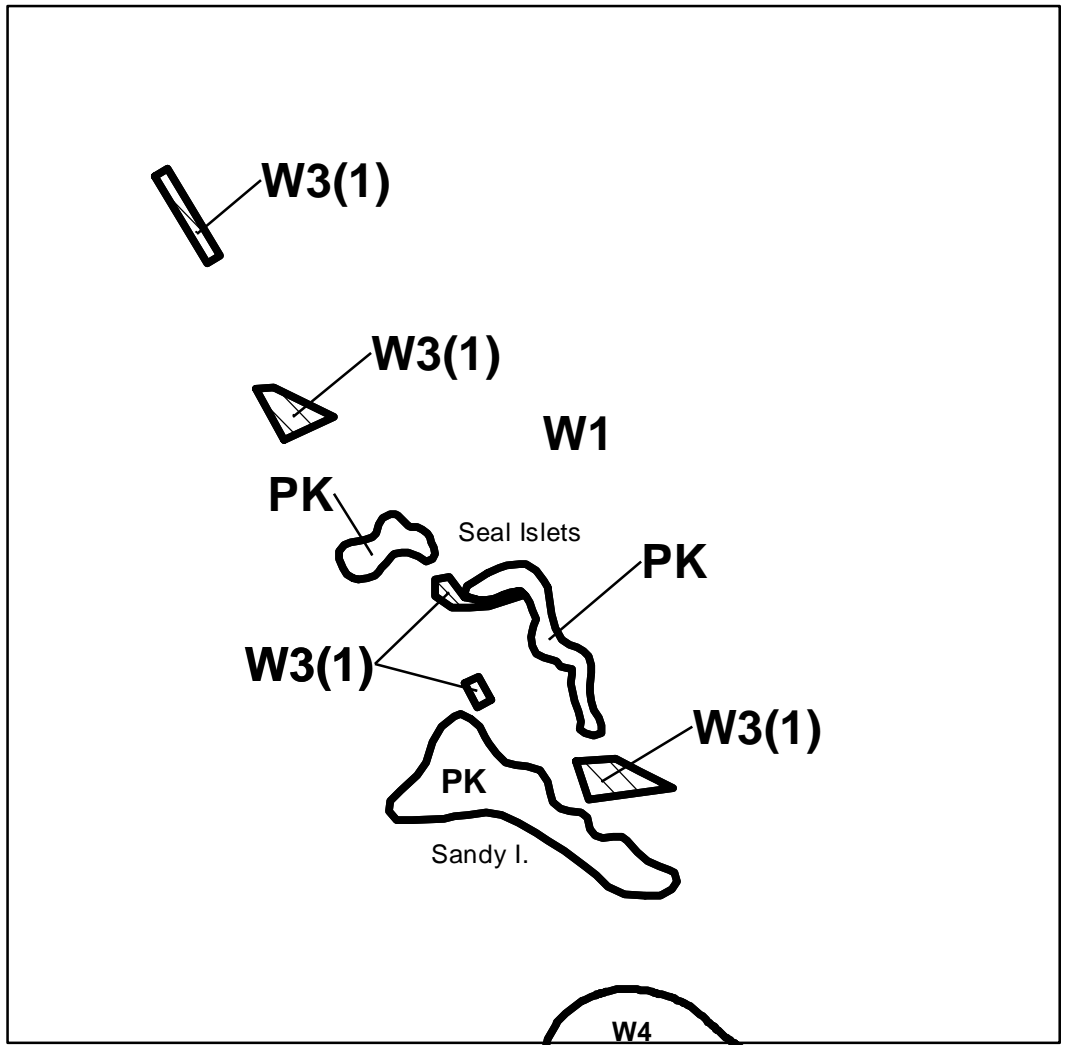 W3(1)
W3(1)
W1
PK
Seal Islets
PK
W3(1)
W3(1)
PK
Sandy I.
W4